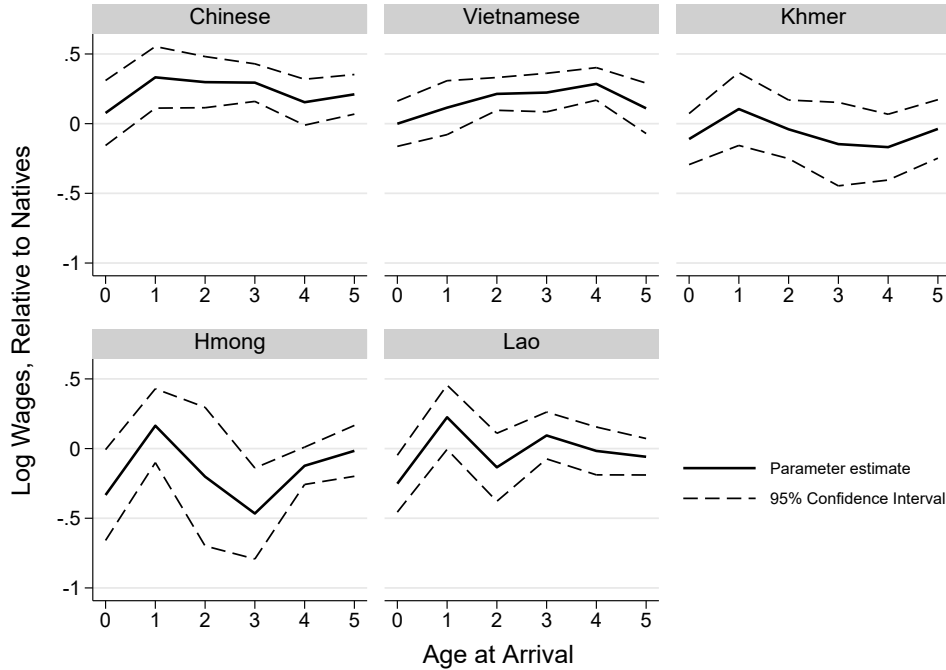 Chinese
Vietnamese
Khmer
.5
0
-.5
-1
0 1 2 3 4 5
0 1 2 3 4 5
0 1 2 3 4 5
Log Wages, Relative to Natives
Hmong
Lao
.5
0
-.5
-1
0 1 2 3 4 5
0 1 2 3 4 5
Parameter estimate
95% Confidence Interval
Age at Arrival